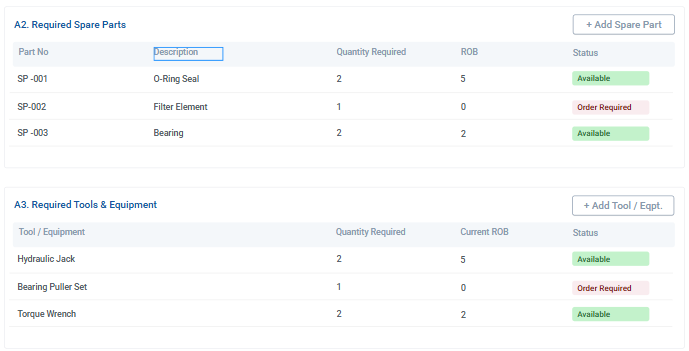 A2. Required Spare Parts + Add Spare Part
Part No Description Quantity Required ROB Status
SP -001 O-Ring Seal 2 5 Available
SP-002 Filter Element 1 0 Order Required
SP -003 Bearing 2 2 Available
A3. Required Tools & Equipment + Add Tool / Eqpt.
Tool / Equipment Quantity Required Current ROB Status
Hydraulic Jack 2 5 Available
Bearing Puller Set 1 0 Order Required
Torque Wrench 2 2 Available